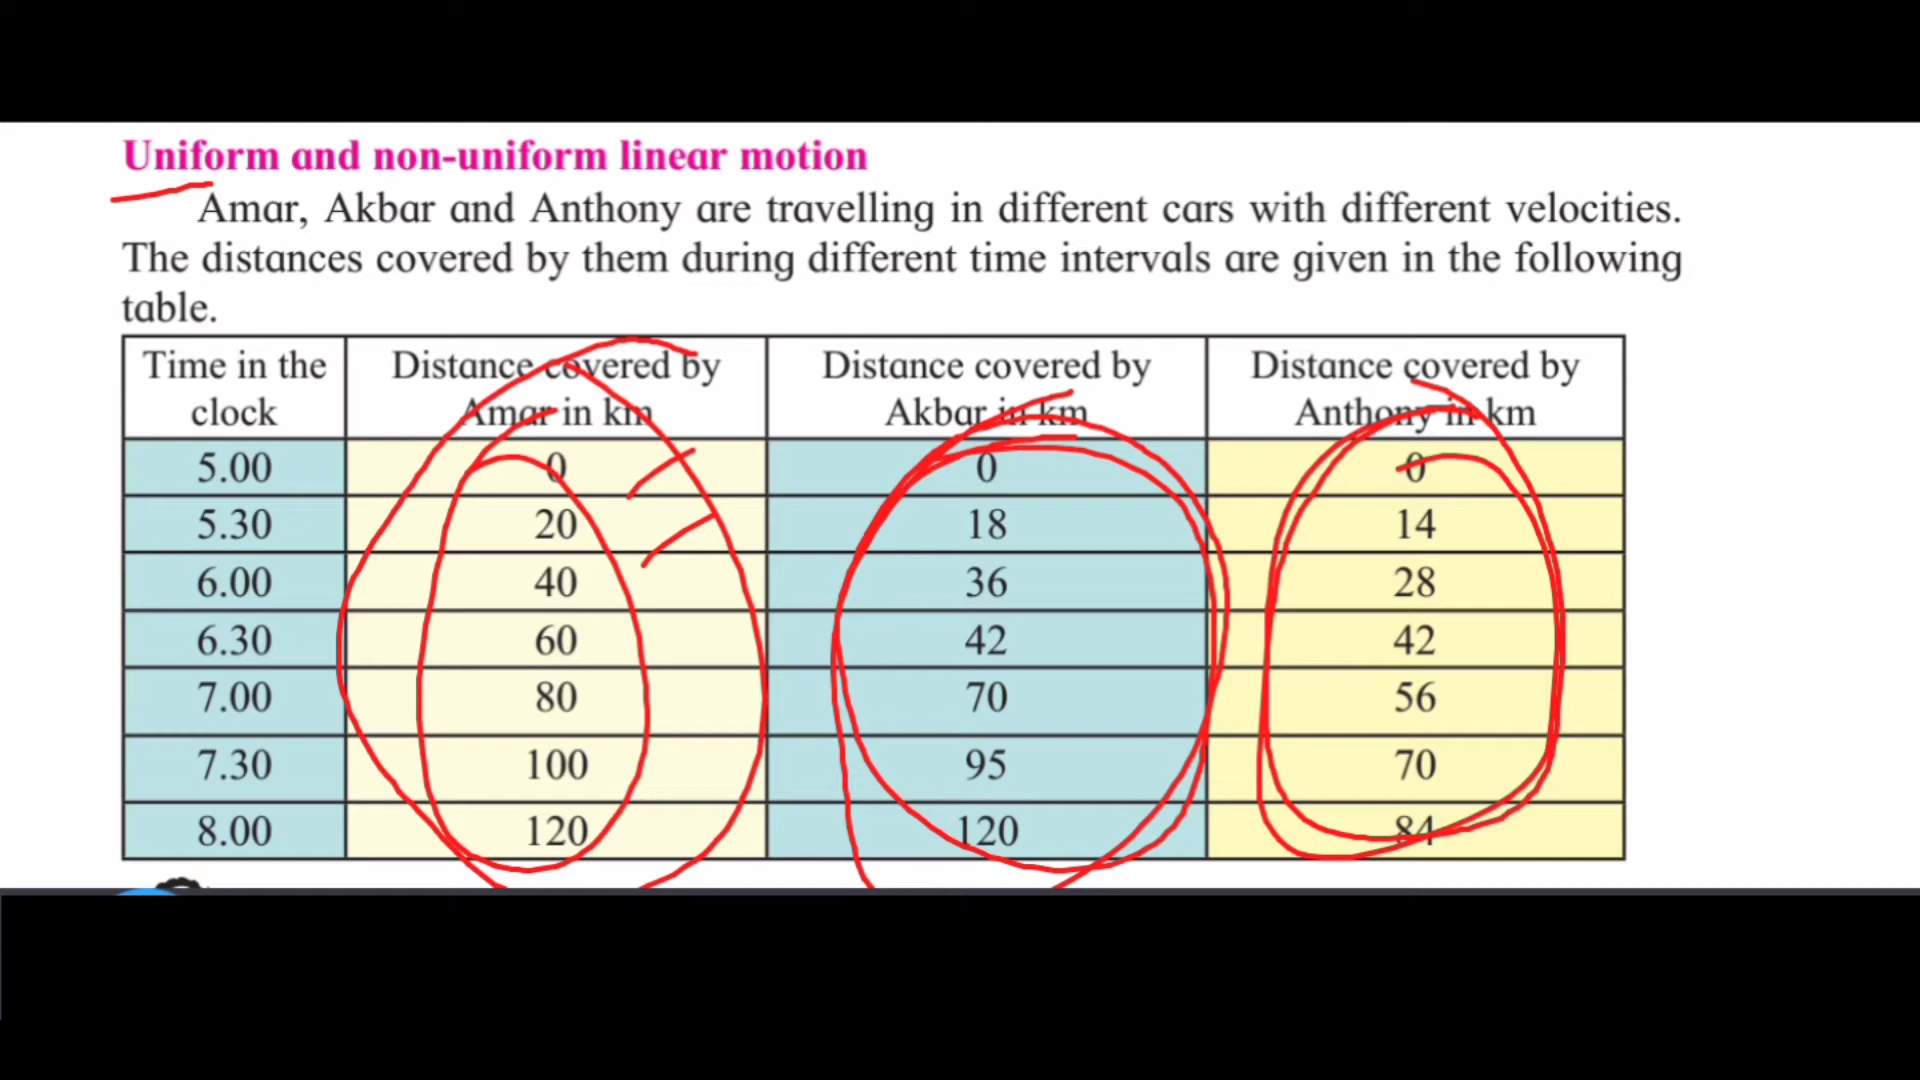 Uniform and non-uniform linear motion
Amar, Akbar and Anthony are travelling in different cars with different velocities.
The distances covered by them during different time intervals are given in the following
table.
Time in the clock Distance covered by Amar in km Distance covered by Akbar in km Distance covered by Anthony in km
5.00 0 0 0
5.30 20 18 14
6.00 40 36 28
6.30 60 42 42
7.00 80 70 56
7.30 100 95 70
8.00 120 120 84